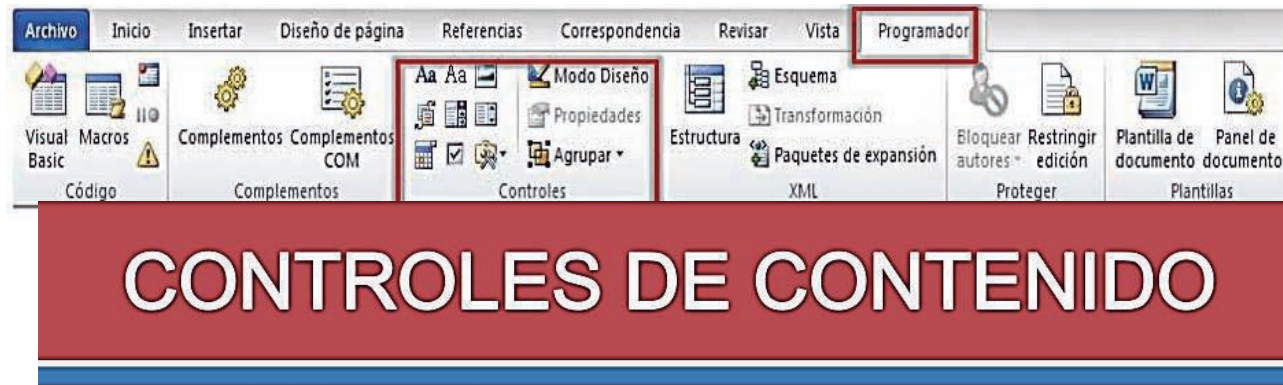 Archivo Inicio Insertar Diseño de página Referencias Correspondencia Revisar Vista Programador
Aa Aa Modo Diseño Esquema
Propiedades Transformación
Visual Basic Macros Complementos Complementos COM Agrupar Estructura Paquetes de expansión Bloquear autores Restringir edición Plantilla de documento Panel de documento
Código Complementos Controles XML Proteger Plantillas
CONTROLES DE CONTENIDO